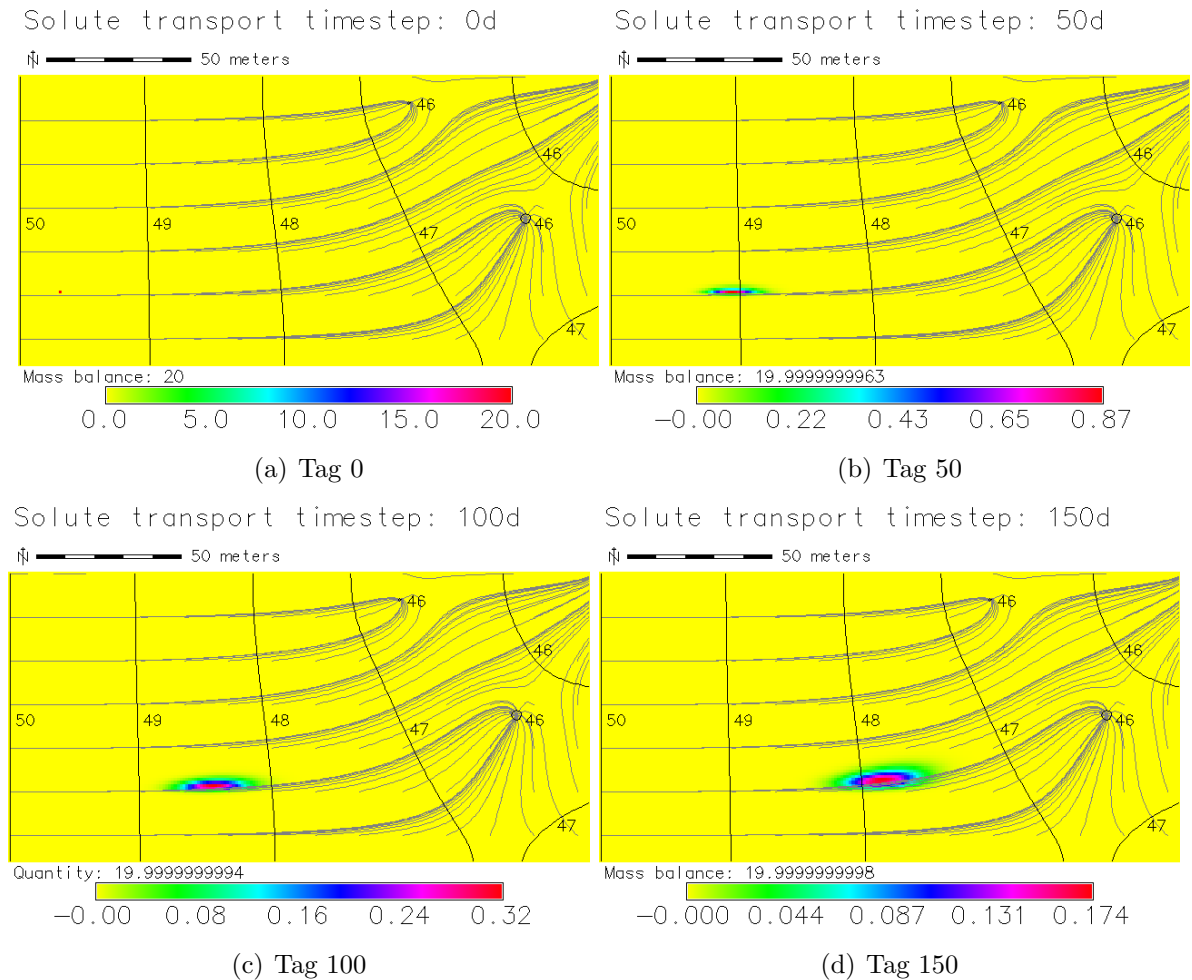 Solute transport timestep: 0d
N 50 meters
46
46
50 49 48 47 46
47
Mass balance: 20
0.0 5.0 10.0 15.0 20.0
(a) Tag 0
Solute transport timestep: 50d
N 50 meters
46
46
50 49 48 47 46
47
Mass balance: 19.9999999963
−0.00 0.22 0.43 0.65 0.87
(b) Tag 50
Solute transport timestep: 100d
N 50 meters
46
46
50 49 48 47 46
47
Quantity: 19.9999999994
−0.00 0.08 0.16 0.24 0.32
(c) Tag 100
Solute transport timestep: 150d
N 50 meters
46
46
50 49 48 47 46
47
Mass balance: 19.9999999998
−0.000 0.044 0.087 0.131 0.174
(d) Tag 150